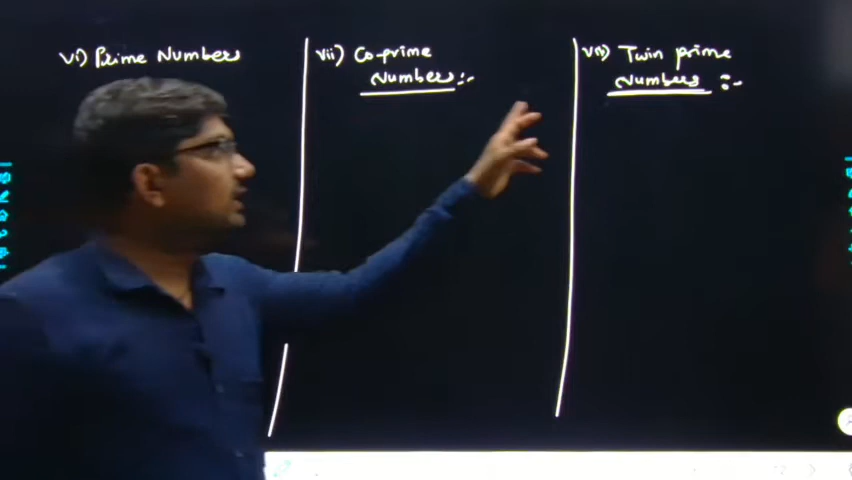 vi) Prime Numbers
vii) Co-prime
Numbers :-
viii) Twin prime
Numbers :-